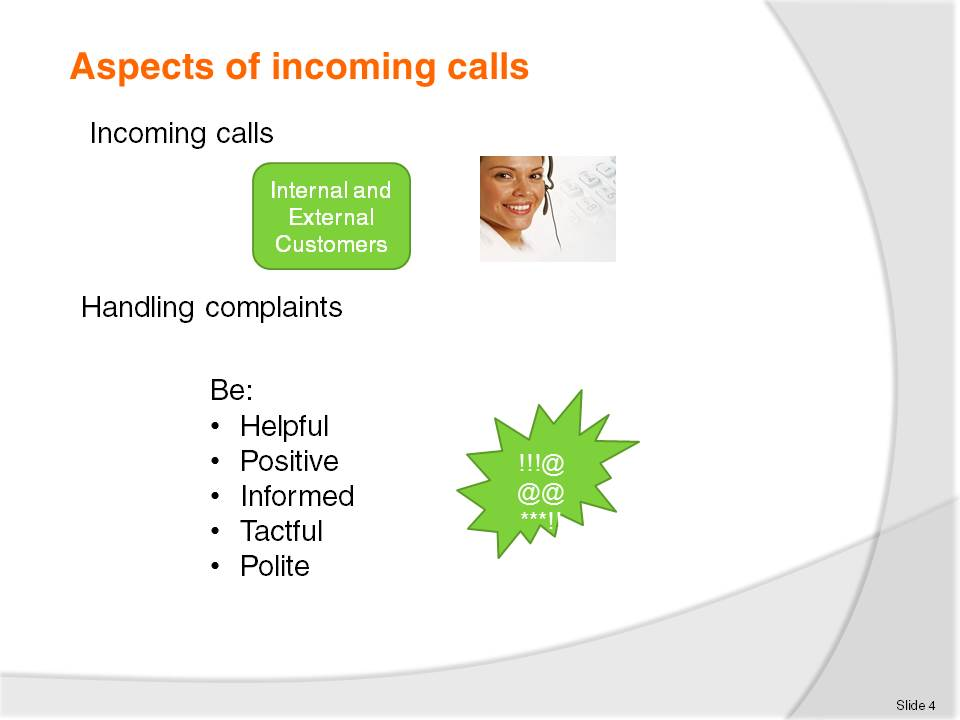 Aspects of incoming calls
Incoming calls
Internal and
External
Customers
Handling complaints
Be:
• Helpful
• Positive
• Informed
• Tactful
• Polite
!!!@
@@
***!!
Slide 4